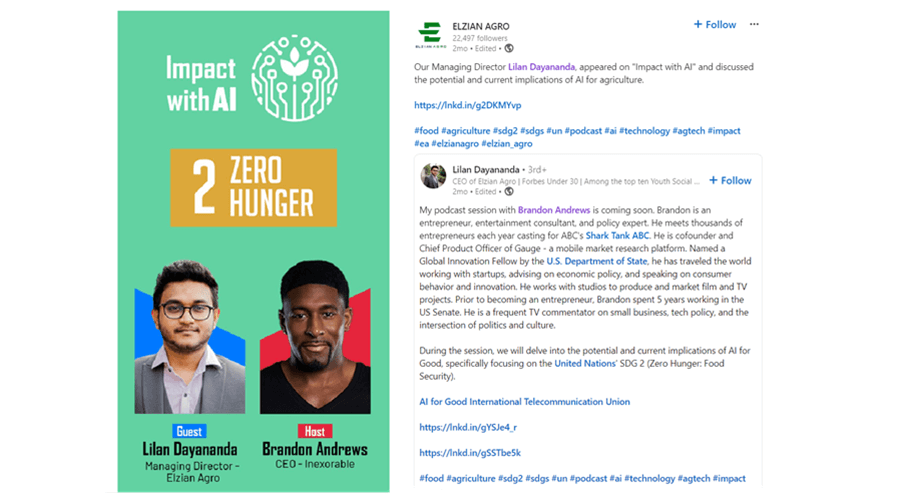 Impact
with AI
2 ZERO
HUNGER
Guest
Lilan Dayananda
Managing Director -
Elzian Agro
Host
Brandon Andrews
CEO - Inexorable
ELZIAN AGRO
ELZIAN AGRO
22,497 followers
2mo • Edited •
+ Follow
Our Managing Director Lilan Dayananda, appeared on "Impact with AI" and discussed
the potential and current implications of AI for agriculture.
https://lnkd.in/g2DKMYvp
#food #agriculture #sdg2 #sdgs #un #podcast #ai #technology #agtech #impact
#ea #elzianagro #elzian_agro
Lilan Dayananda • 3rd+
CEO of Elzian Agro | Forbes Under 30 | Among the top ten Youth Social ...
2mo • Edited •
+ Follow
My podcast session with Brandon Andrews is coming soon. Brandon is an
entrepreneur, entertainment consultant, and policy expert. He meets thousands of
entrepreneurs each year casting for ABC's Shark Tank ABC. He is cofounder and
Chief Product Officer of Gauge - a mobile market research platform. Named a
Global Innovation Fellow by the U.S. Department of State, he has traveled the world
working with startups, advising on economic policy, and speaking on consumer
behavior and innovation. He works with studios to produce and market film and TV
projects. Prior to becoming an entrepreneur, Brandon spent 5 years working in the
US Senate. He is a frequent TV commentator on small business, tech policy, and the
intersection of politics and culture.
During the session, we will delve into the potential and current implications of AI for
Good, specifically focusing on the United Nations' SDG 2 (Zero Hunger: Food
Security).
AI for Good International Telecommunication Union
https://lnkd.in/gYSJe4_r
https://lnkd.in/gSSTbe5k
#food #agriculture #sdg2 #sdgs #un #podcast #ai #technology #agtech #impact